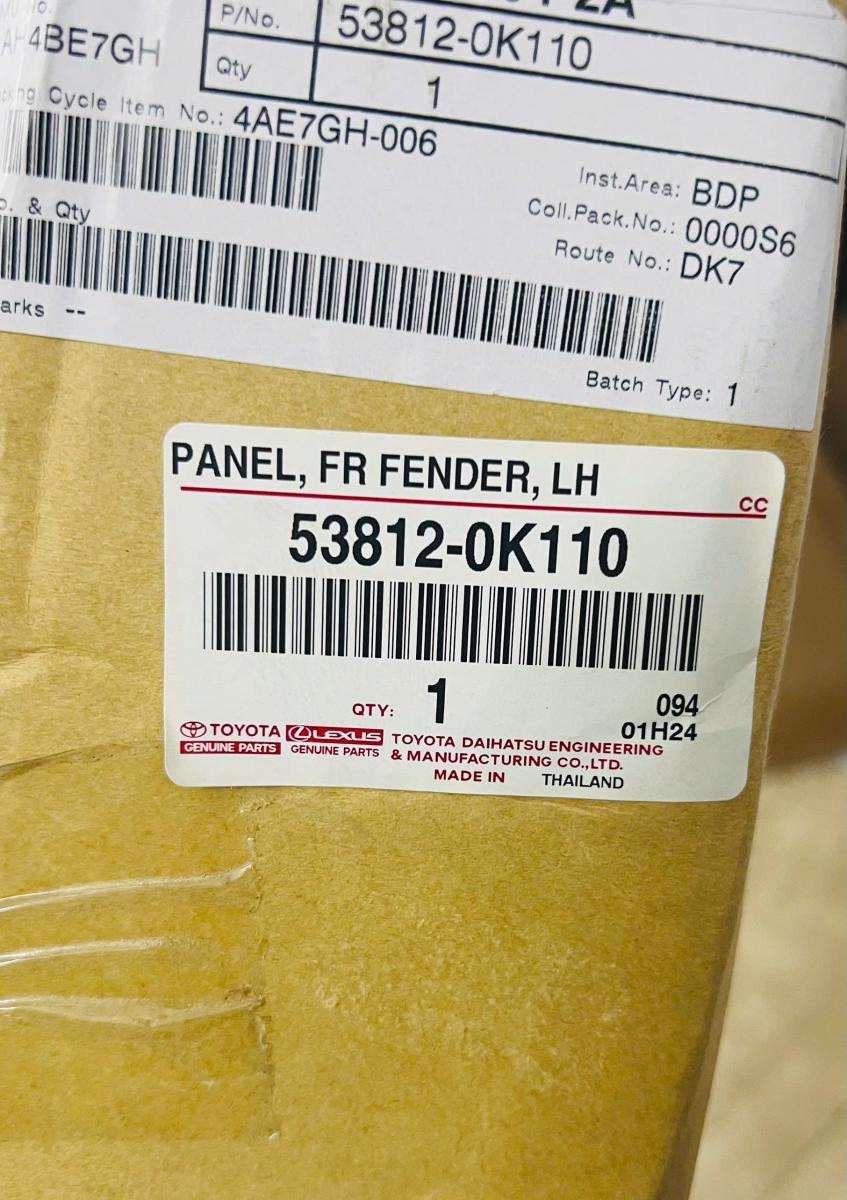 No.
4BE7GH
P/No. 53812-0K110
Qty 1
Cycle Item No.: 4AE7GH-006
Inst.Area: BDP
Coll.Pack.No.: 0000S6
Route No.: DK7
& Qty
arks --
Batch Type: 1
PANEL, FR FENDER, LH
CC
53812-0K110
QTY: 1
094
01H24
TOYOTA LEXUS
GENUINE PARTS GENUINE PARTS
TOYOTA DAIHATSU ENGINEERING
& MANUFACTURING CO.,LTD.
MADE IN THAILAND